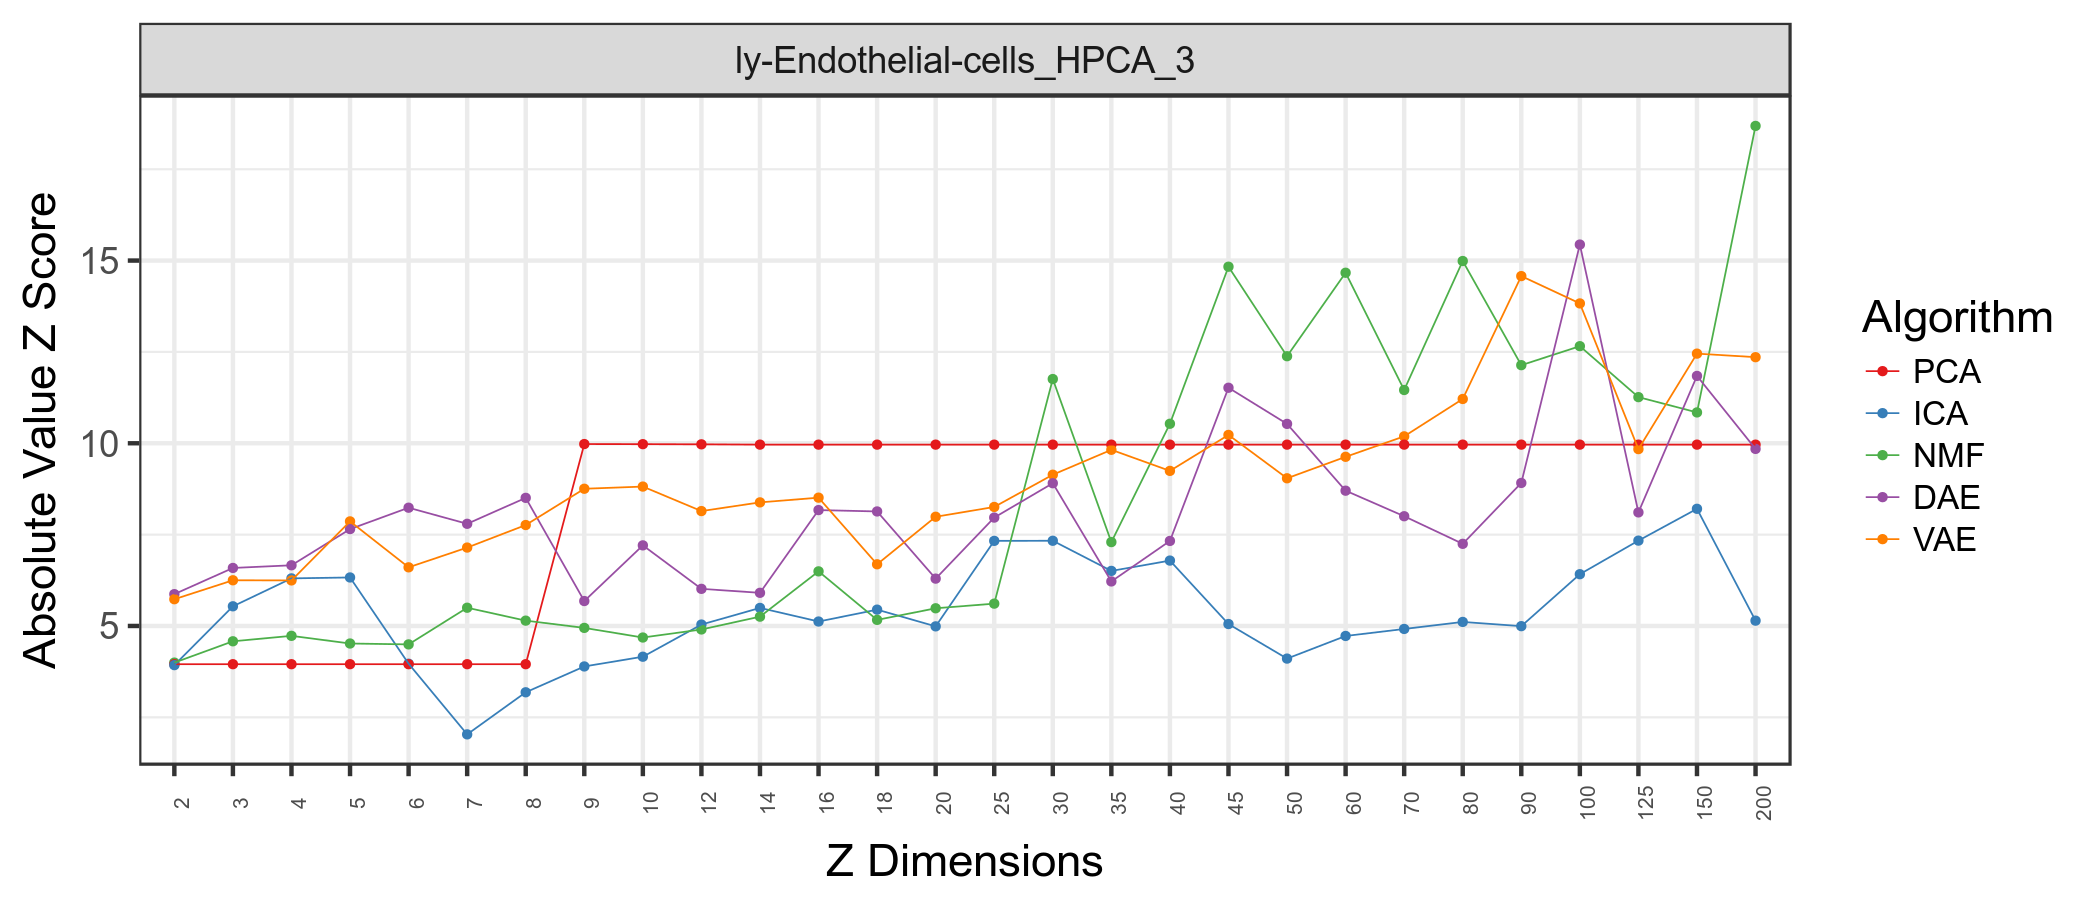 ly-Endothelial-cells_HPCA_3
Absolute Value Z Score
15
10
5
2 3 4 5 6 7 8 9 10 12 14 16 18 20 25 30 35 40 45 50 60 70 80 90 100 125 150 200
Z Dimensions
Algorithm
PCA
ICA
NMF
DAE
VAE